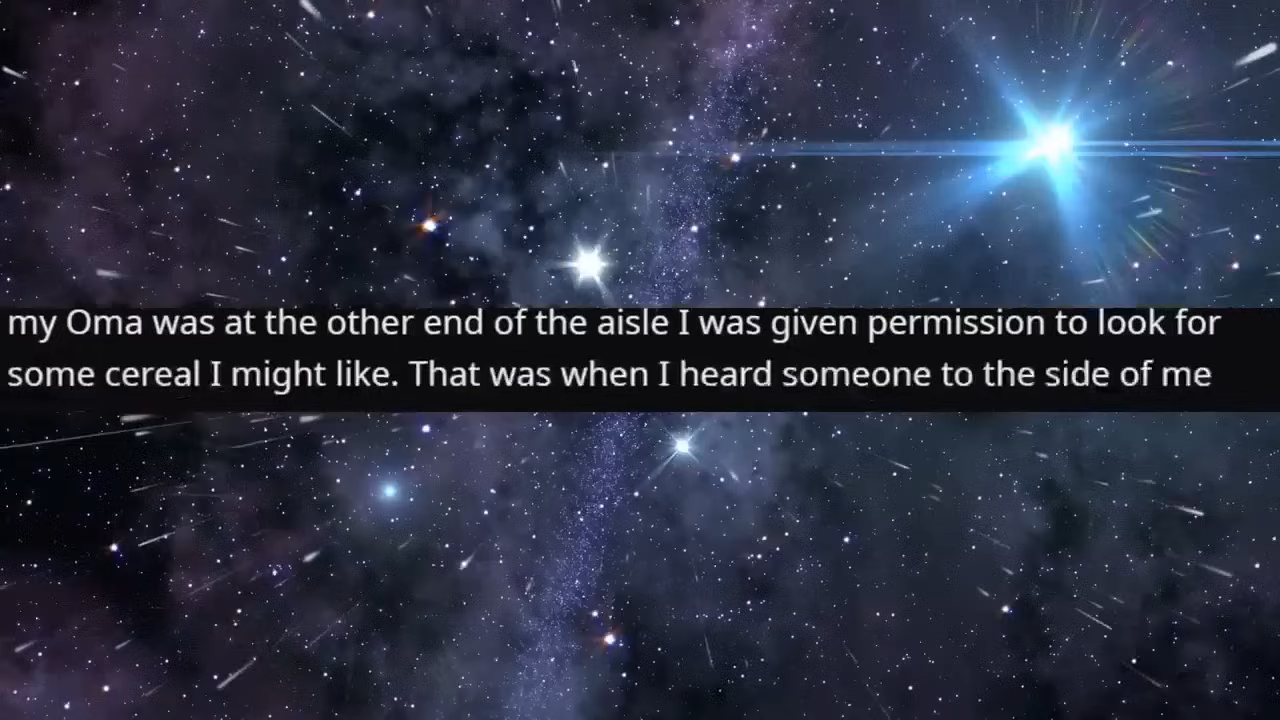 my Oma was at the other end of the aisle I was given permission to look for
some cereal I might like. That was when I heard someone to the side of me